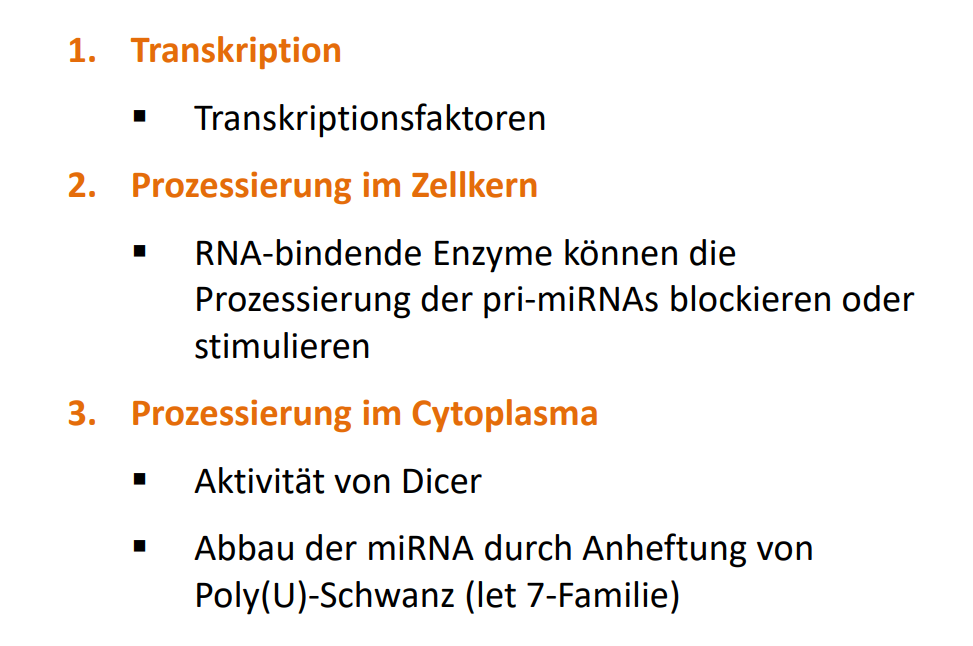 1. Transkription
▪ Transkriptionsfaktoren
2. Prozessierung im Zellkern
▪ RNA-bindende Enzyme können die
Prozessierung der pri-miRNAs blockieren oder
stimulieren
3. Prozessierung im Cytoplasma
▪ Aktivität von Dicer
▪ Abbau der miRNA durch Anheftung von
Poly(U)-Schwanz (let 7-Familie)